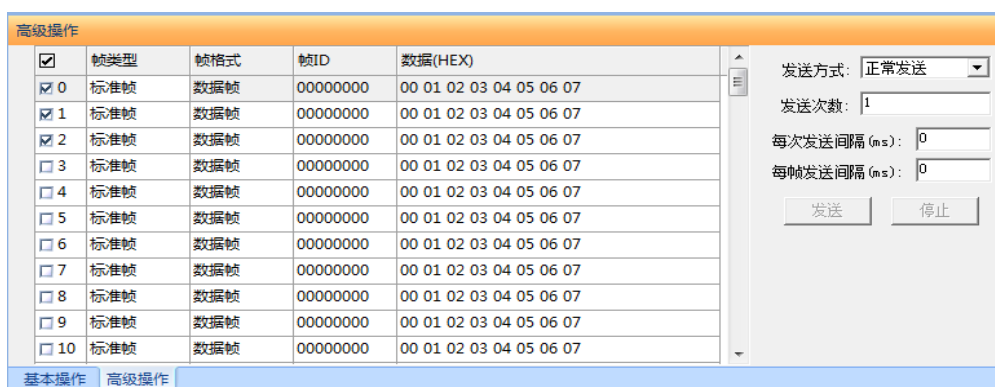 高级操作
帧类型 帧格式 帧ID 数据(HEX)
0 标准帧 数据帧 00000000 00 01 02 03 04 05 06 07
1 标准帧 数据帧 00000000 00 01 02 03 04 05 06 07
2 标准帧 数据帧 00000000 00 01 02 03 04 05 06 07
3 标准帧 数据帧 00000000 00 01 02 03 04 05 06 07
4 标准帧 数据帧 00000000 00 01 02 03 04 05 06 07
5 标准帧 数据帧 00000000 00 01 02 03 04 05 06 07
6 标准帧 数据帧 00000000 00 01 02 03 04 05 06 07
7 标准帧 数据帧 00000000 00 01 02 03 04 05 06 07
8 标准帧 数据帧 00000000 00 01 02 03 04 05 06 07
9 标准帧 数据帧 00000000 00 01 02 03 04 05 06 07
10 标准帧 数据帧 00000000 00 01 02 03 04 05 06 07
发送方式: 正常发送
发送次数: 1
每次发送间隔(ms): 0
每帧发送间隔(ms): 0
发送 停止
基本操作 高级操作